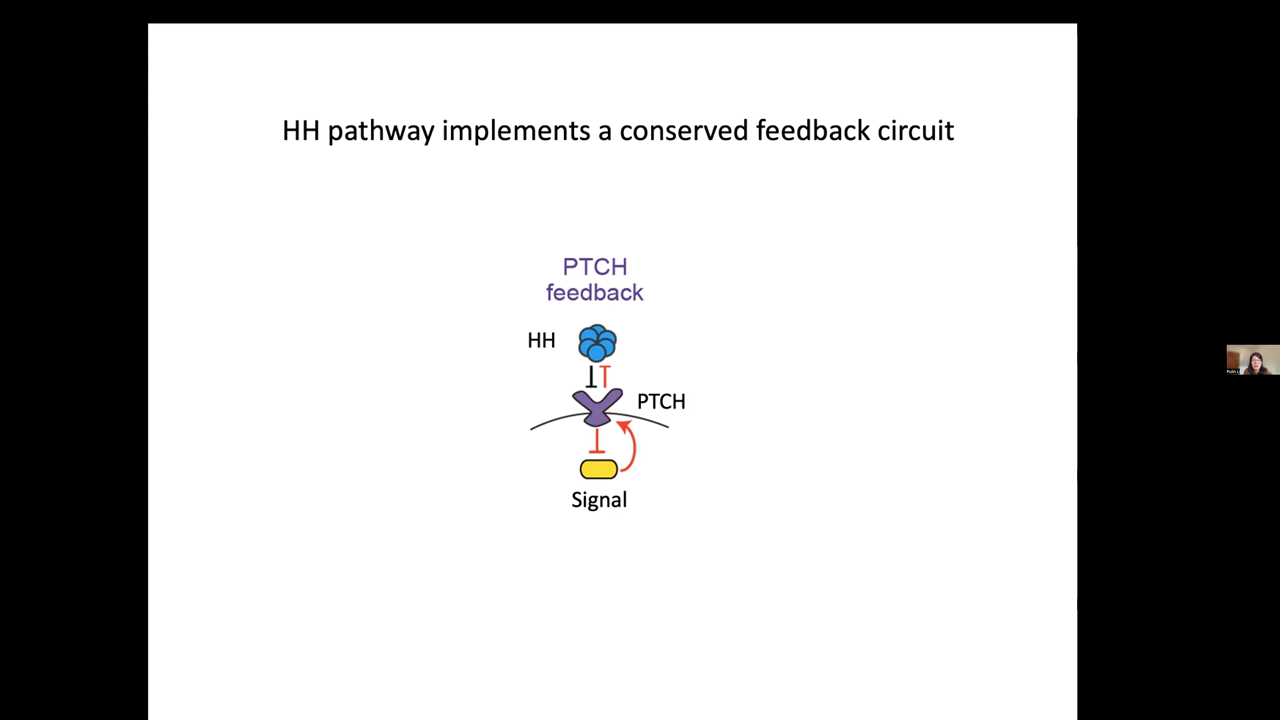 HH pathway implements a conserved feedback circuit
PTCH
feedback
HH
PTCH
Signal